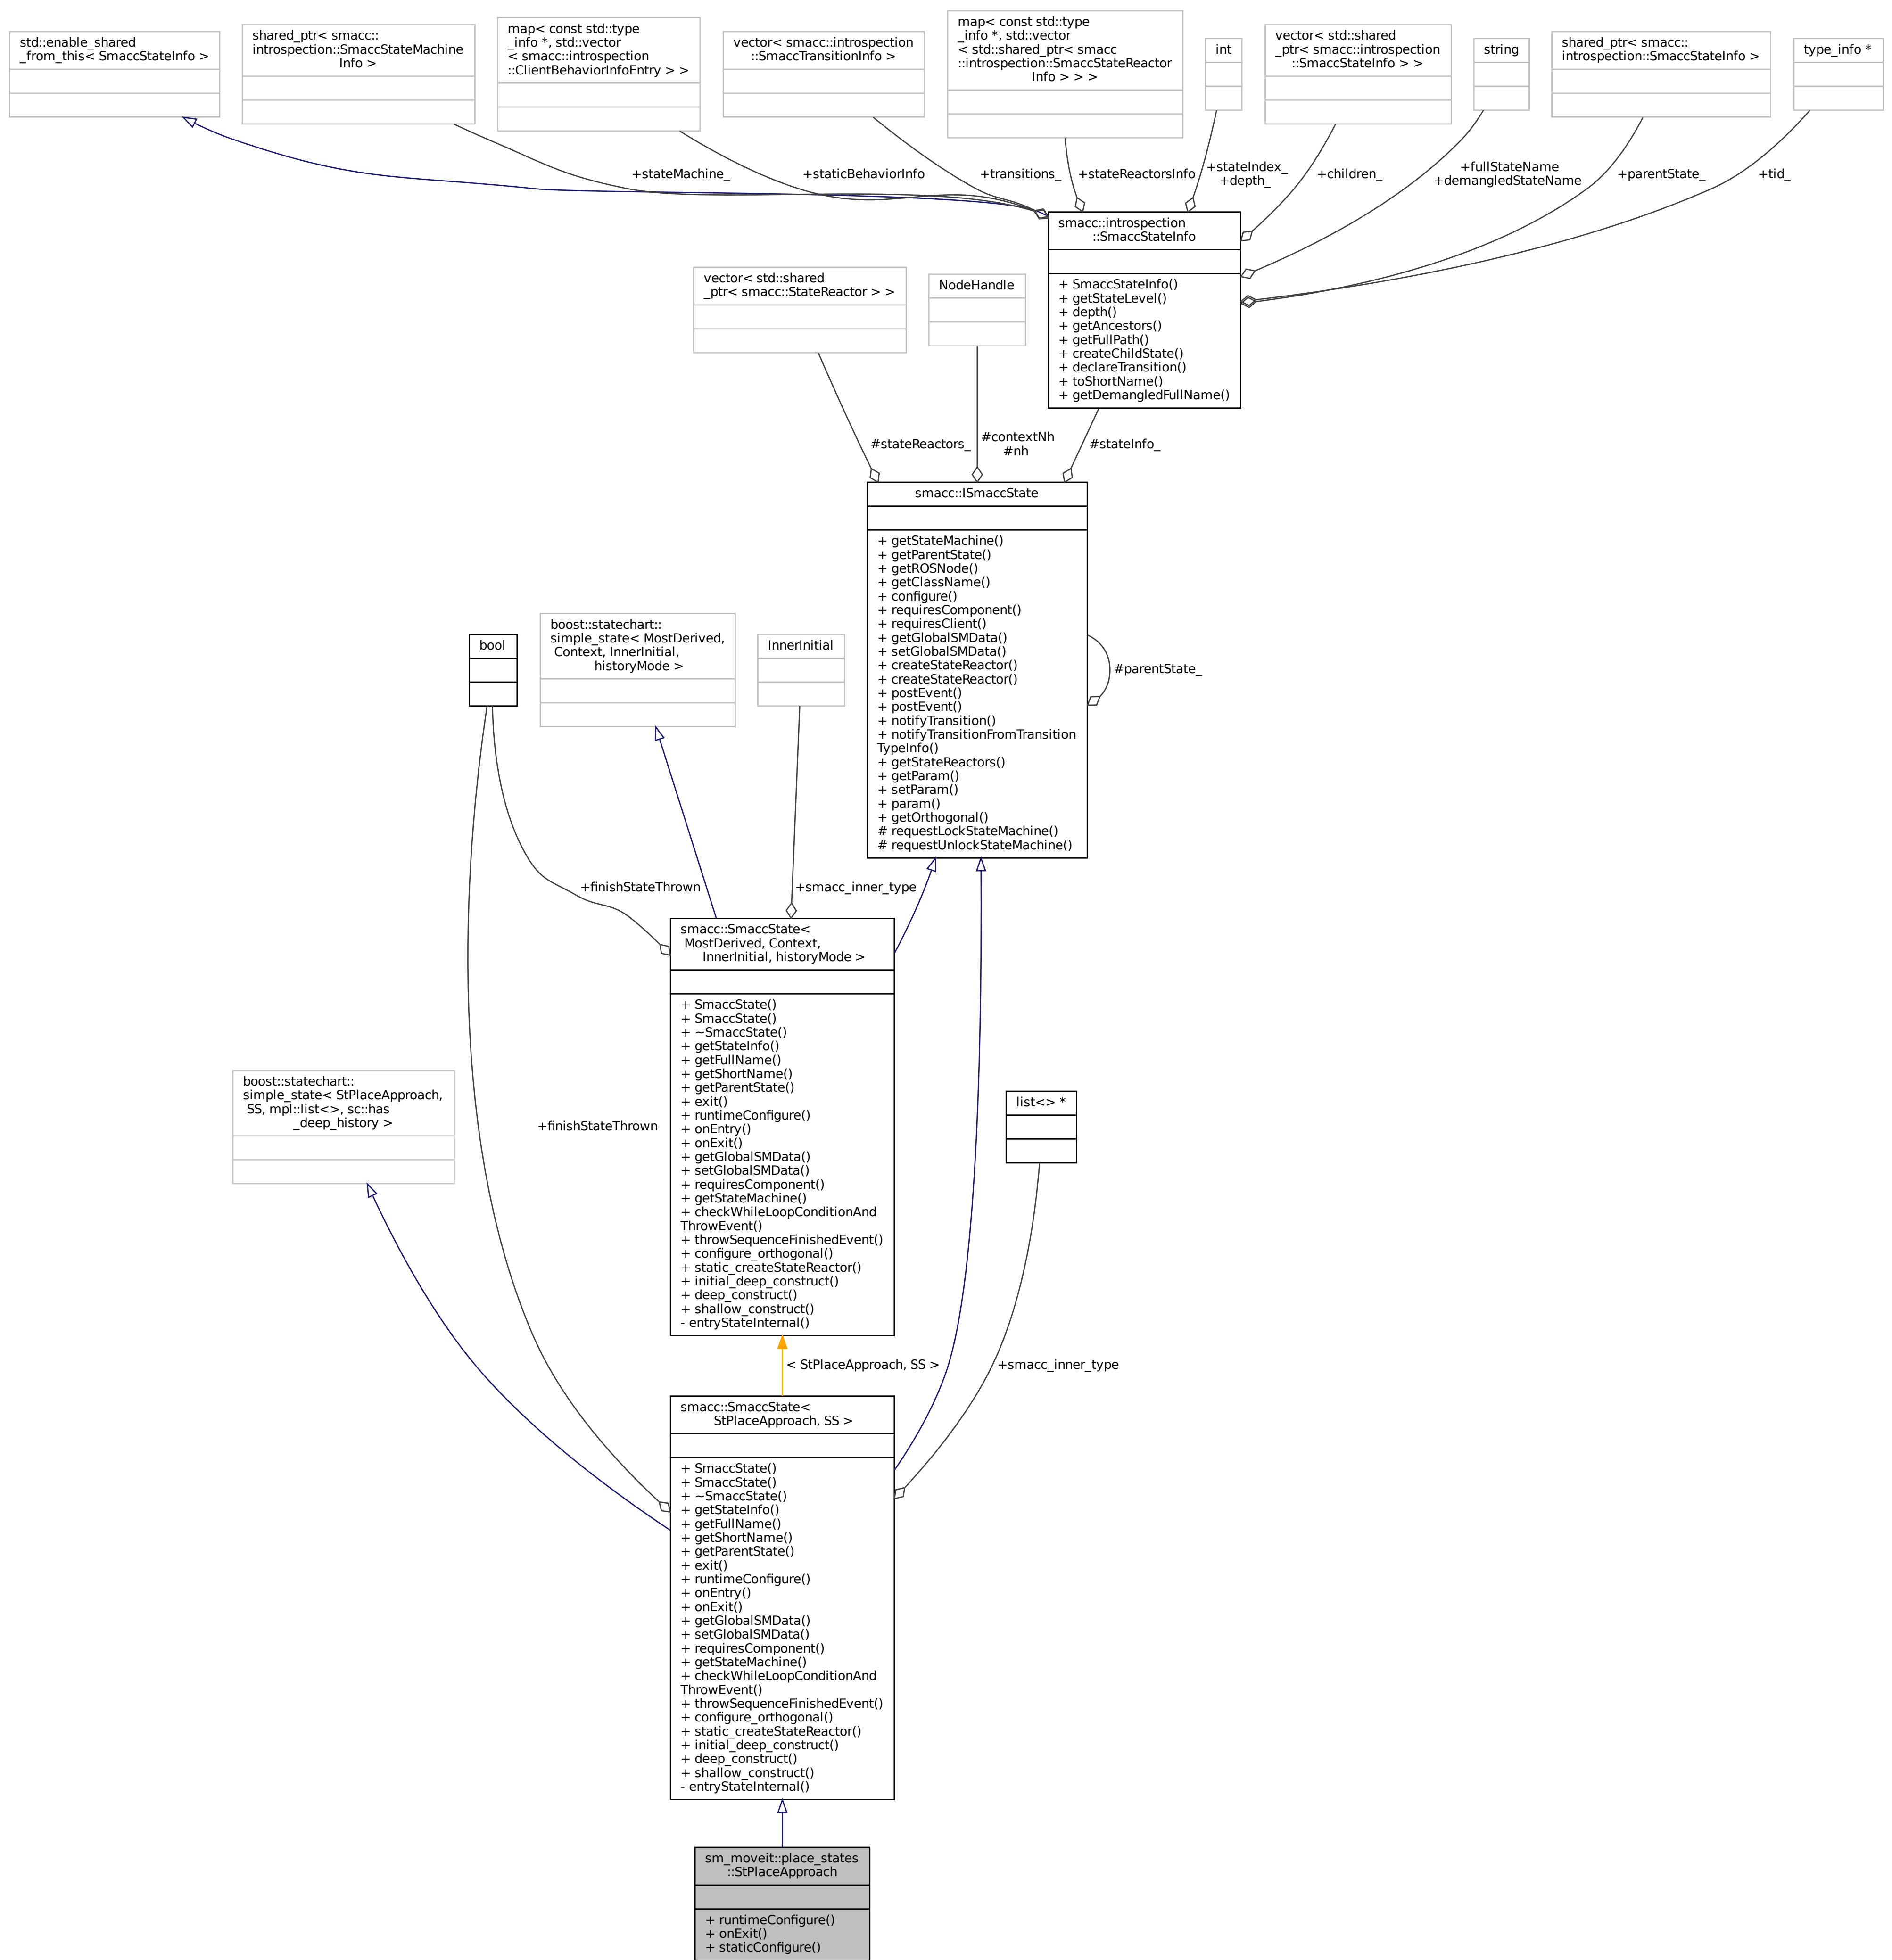 std::enable_shared
_from_this< SmaccStateInfo >
shared_ptr< smacc::
introspection::SmaccStateMachine
Info >
map< const std::type
_info *, std::vector
< smacc::introspection
::ClientBehaviorInfoEntry > >
vector< smacc::introspection
::SmaccTransitionInfo >
map< const std::type
_info *, std::vector
< std::shared_ptr< smacc
::introspection::SmaccStateReactor
Info > > >
int
vector< std::shared
_ptr< smacc::introspection
::SmaccStateInfo > >
string
shared_ptr< smacc::
introspection::SmaccStateInfo >
type_info *
+stateMachine_
+staticBehaviorInfo
+transitions_
+stateReactorsInfo
+stateIndex_
+depth_
+children_
+fullStateName
+demangledStateName
+parentState_
+tid_
smacc::introspection
::SmaccStateInfo
+ SmaccStateInfo()
+ getStateLevel()
+ depth()
+ getAncestors()
+ getFullPath()
+ createChildState()
+ declareTransition()
+ toShortName()
+ getDemangledFullName()
vector< std::shared
_ptr< smacc::StateReactor > >
NodeHandle
#stateReactors_
#contextNh
#nh
#stateInfo_
smacc::ISmaccState
+ getStateMachine()
+ getParentState()
+ getROSNode()
+ getClassName()
+ configure()
+ requiresComponent()
+ requiresClient()
+ getGlobalSMData()
+ setGlobalSMData()
+ createStateReactor()
+ createStateReactor()
+ postEvent()
+ postEvent()
+ notifyTransition()
+ notifyTransitionFromTransition
TypeInfo()
+ getStateReactors()
+ getParam()
+ setParam()
+ param()
+ getOrthogonal()
# requestLockStateMachine()
# requestUnlockStateMachine()
#parentState_
bool
boost::statechart::
simple_state< MostDerived,
Context, InnerInitial,
historyMode >
InnerInitial
+finishStateThrown
+smacc_inner_type
smacc::SmaccState<
MostDerived, Context,
InnerInitial, historyMode >
+ SmaccState()
+ SmaccState()
+ ~SmaccState()
+ getStateInfo()
+ getFullName()
+ getShortName()
+ getParentState()
+ exit()
+ runtimeConfigure()
+ onEntry()
+ onExit()
+ getGlobalSMData()
+ setGlobalSMData()
+ requiresComponent()
+ getStateMachine()
+ checkWhileLoopConditionAnd
ThrowEvent()
+ throwSequenceFinishedEvent()
+ configure_orthogonal()
+ static_createStateReactor()
+ initial_deep_construct()
+ deep_construct()
+ shallow_construct()
- entryStateInternal()
boost::statechart::
simple_state< StPlaceApproach,
SS, mpl::list<>, sc::has
_deep_history >
+finishStateThrown
list<> *
< StPlaceApproach, SS >
+smacc_inner_type
smacc::SmaccState<
StPlaceApproach, SS >
+ SmaccState()
+ SmaccState()
+ ~SmaccState()
+ getStateInfo()
+ getFullName()
+ getShortName()
+ getParentState()
+ exit()
+ runtimeConfigure()
+ onEntry()
+ onExit()
+ getGlobalSMData()
+ setGlobalSMData()
+ requiresComponent()
+ getStateMachine()
+ checkWhileLoopConditionAnd
ThrowEvent()
+ throwSequenceFinishedEvent()
+ configure_orthogonal()
+ static_createStateReactor()
+ initial_deep_construct()
+ deep_construct()
+ shallow_construct()
- entryStateInternal()
sm_moveit::place_states
::StPlaceApproach
+ runtimeConfigure()
+ onExit()
+ staticConfigure()